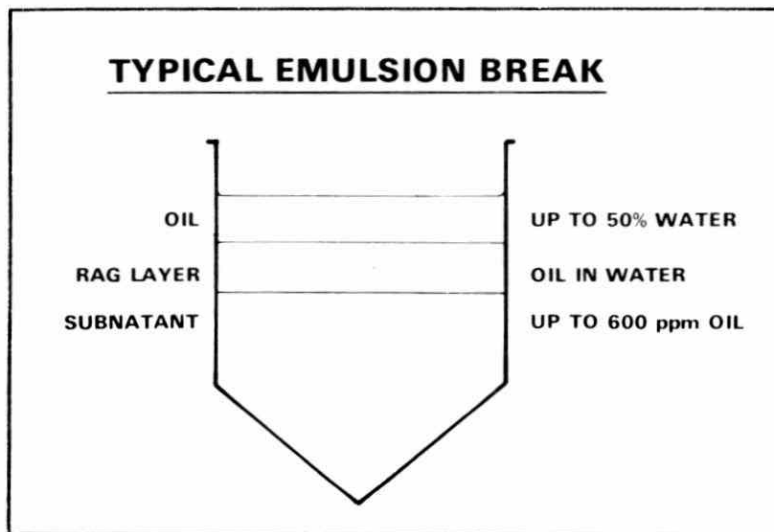 TYPICAL EMULSION BREAK
OIL
UP TO 50% WATER
RAG LAYER
OIL IN WATER
SUBNATANT
UP TO 600 ppm OIL